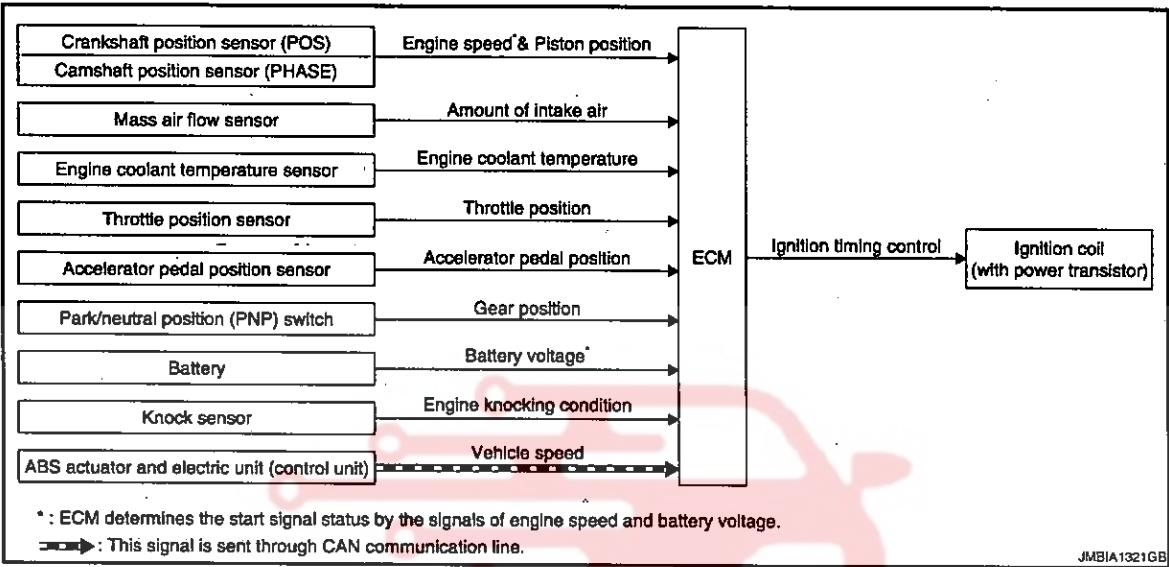 Crankshaft position sensor (POS)
Engine speed* & Piston position
Camshaft position sensor (PHASE)
Mass air flow sensor
Amount of intake air
Engine coolant temperature sensor
Engine coolant temperature
Throttle position sensor
Throttle position
Accelerator pedal position sensor
Accelerator pedal position
ECM
Ignition timing control
Ignition coil
(with power transistor)
Park/neutral position (PNP) switch
Gear position
Battery
Battery voltage*
Knock sensor
Engine knocking condition
ABS actuator and electric unit (control unit)
Vehicle speed
* : ECM determines the start signal status by the signals of engine speed and battery voltage.
: This signal is sent through CAN communication line.
JMBIA1321GB